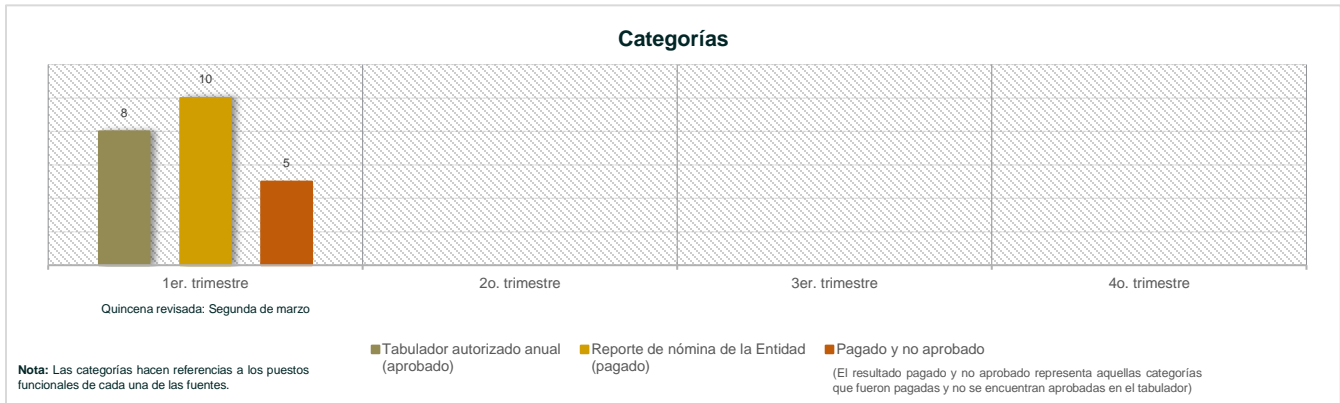 Categorías
8
10
5
1er. trimestre
2o. trimestre
3er. trimestre
4o. trimestre
Quincena revisada: Segunda de marzo
Tabulador autorizado anual
(aprobado)
Reporte de nómina de la Entidad
(pagado)
Pagado y no aprobado
(El resultado pagado y no aprobado representa aquellas categorías
que fueron pagadas y no se encuentran aprobadas en el tabulador)
Nota: Las categorías hacen referencias a los puestos
funcionales de cada una de las fuentes.